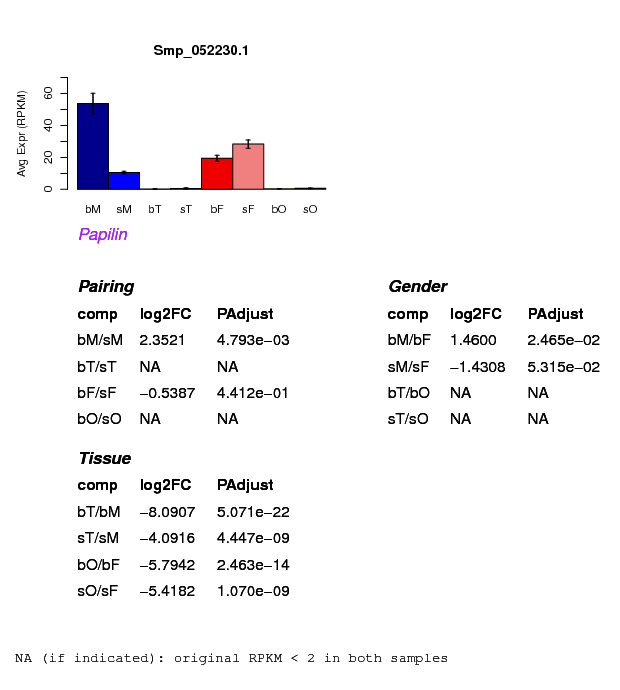 Smp_052230.1
Avg Expr (RPKM)
0 20 40 60
bM sM bT sT bF sF bO sO
Papilin
Pairing
comp log2FC PAdjust
bM/sM 2.3521 4.793e−03
bT/sT NA NA
bF/sF −0.5387 4.412e−01
bO/sO NA NA
Gender
comp log2FC PAdjust
bM/bF 1.4600 2.465e−02
sM/sF −1.4308 5.315e−02
bT/bO NA NA
sT/sO NA NA
Tissue
comp log2FC PAdjust
bT/bM −8.0907 5.071e−22
sT/sM −4.0916 4.447e−09
bO/bF −5.7942 2.463e−14
sO/sF −5.4182 1.070e−09
NA (if indicated): original RPKM < 2 in both samples